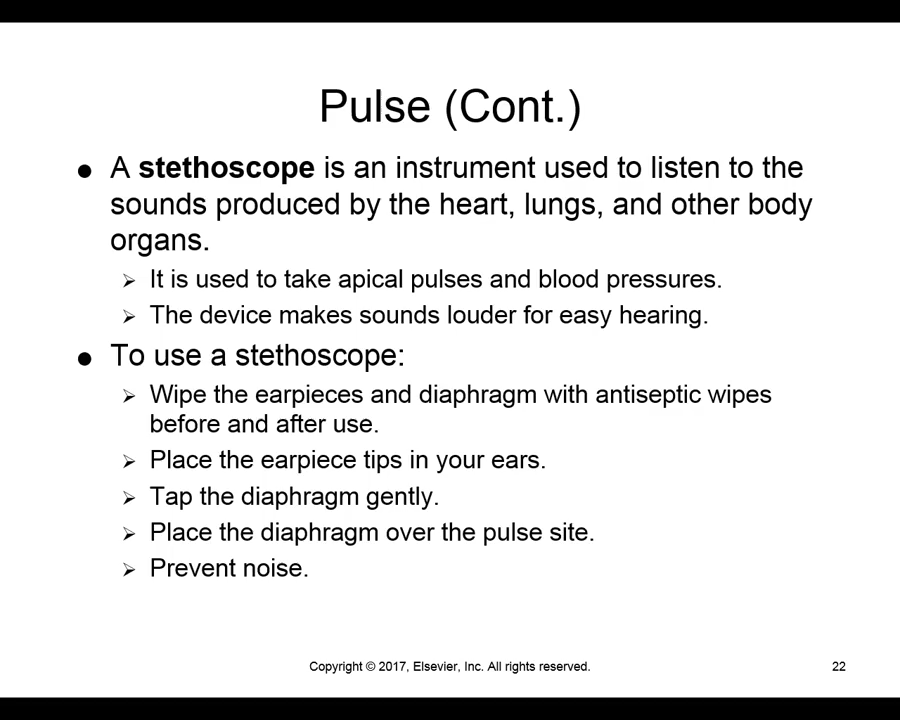 Pulse (Cont.)
● A stethoscope is an instrument used to listen to the
sounds produced by the heart, lungs, and other body
organs.
➢ It is used to take apical pulses and blood pressures.
➢ The device makes sounds louder for easy hearing.
● To use a stethoscope:
➢ Wipe the earpieces and diaphragm with antiseptic wipes
before and after use.
➢ Place the earpiece tips in your ears.
➢ Tap the diaphragm gently.
➢ Place the diaphragm over the pulse site.
➢ Prevent noise.
Copyright © 2017, Elsevier, Inc. All rights reserved.
22